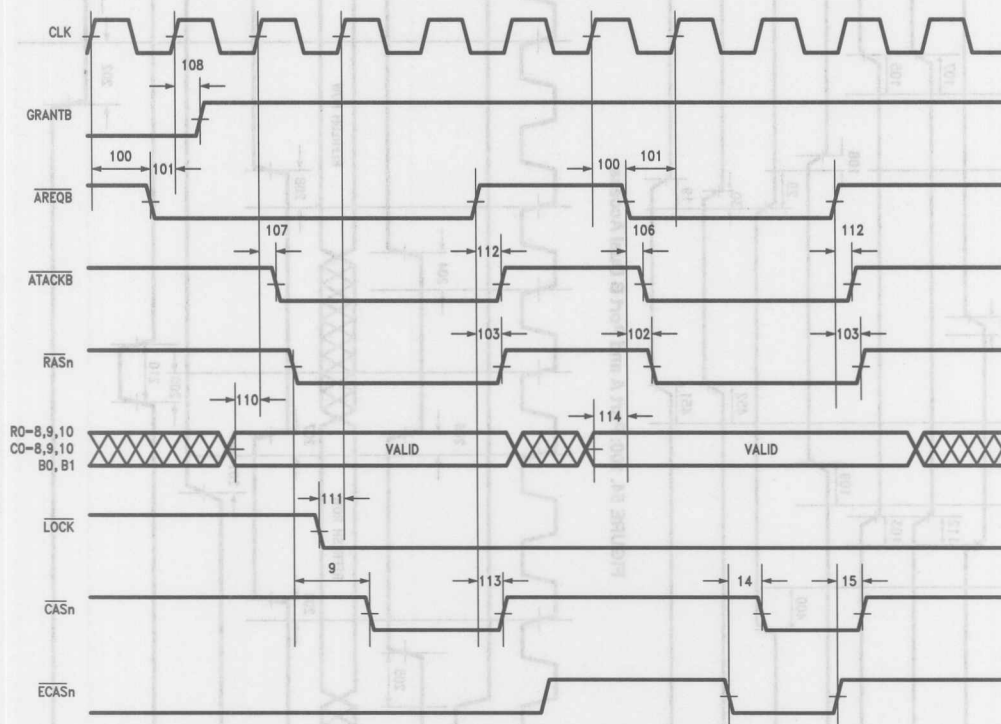 CLK
108
GRANTB
100 101 100 101
AREQB
107 112 106 112
ATACKB
103 102 103
RASn
110 114
R0-8,9,10
C0-8,9,10
B0, B1
VALID VALID
111
LOCK
9 113 14 15
CASn
ECASn